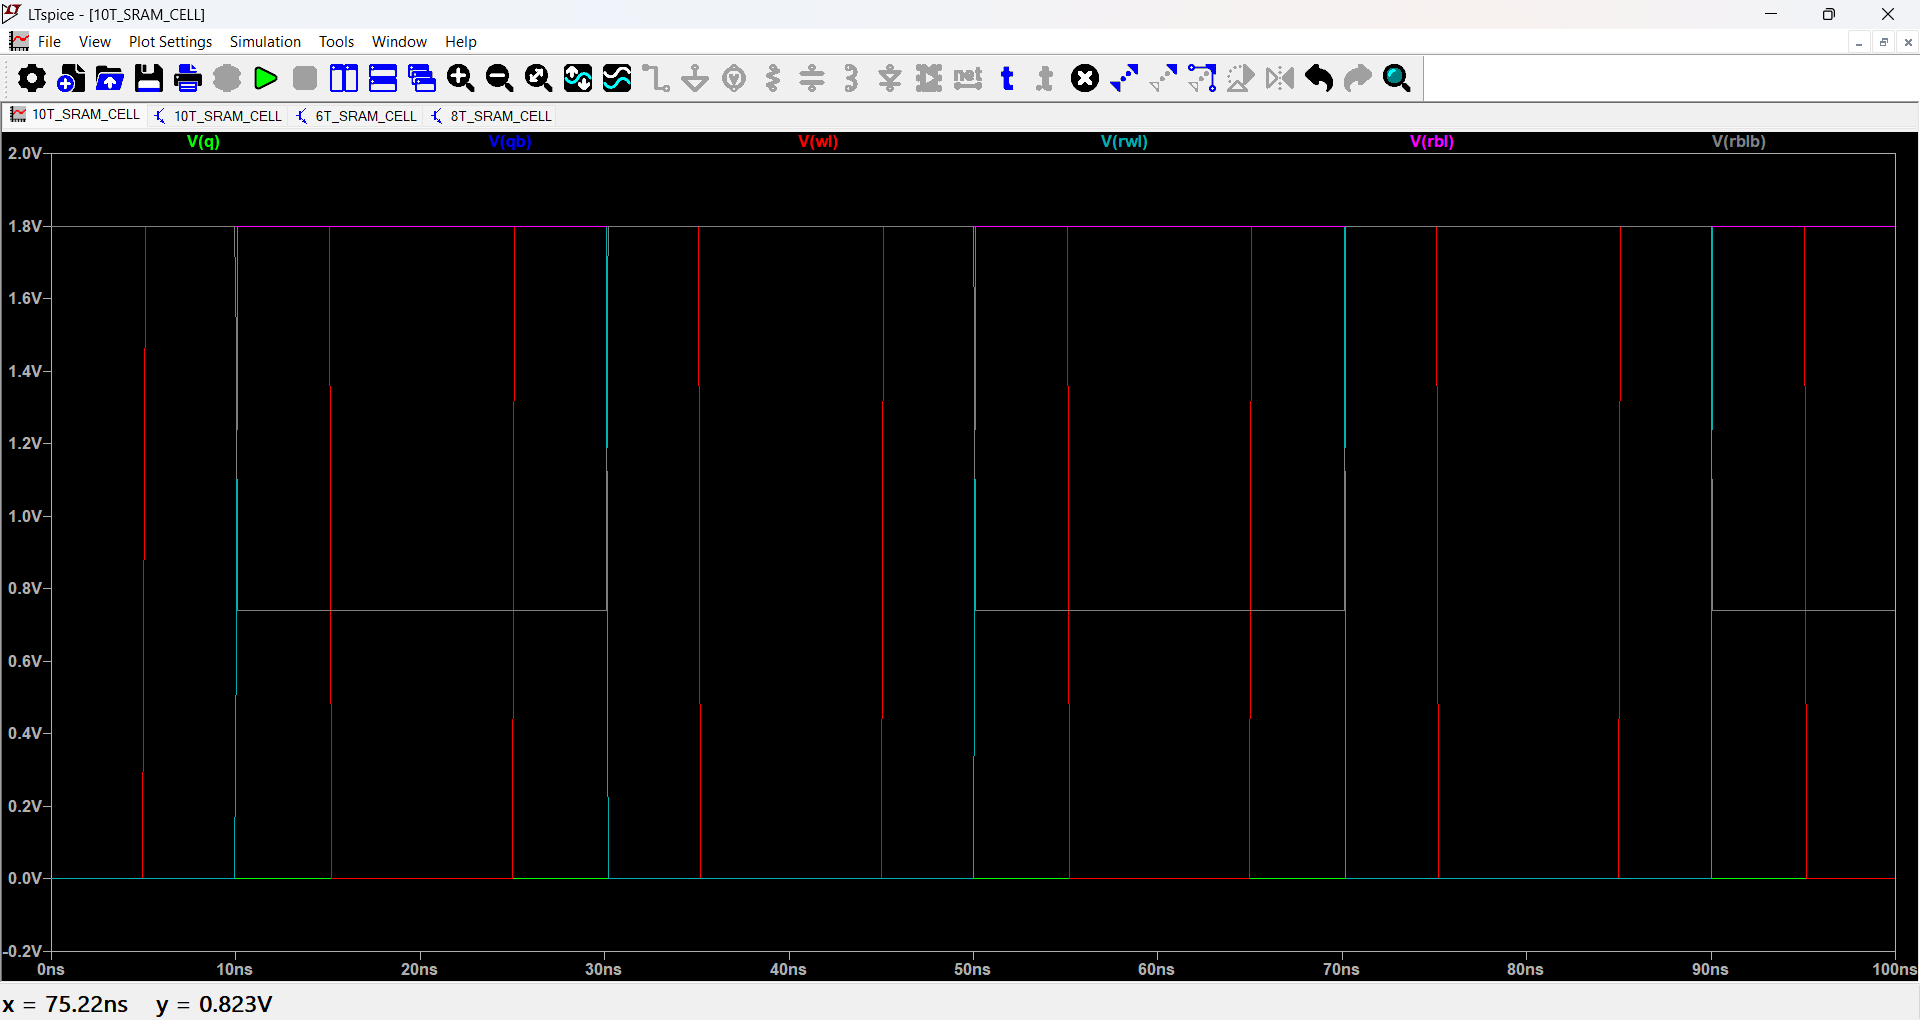 LTspice - [10T_SRAM_CELL]
File View Plot Settings Simulation Tools Window Help
net t .t
10T_SRAM_CELL 10T_SRAM_CELL 6T_SRAM_CELL 8T_SRAM_CELL
V(q) V(qb) V(wl) V(rwl) V(rbl) V(rblb)
2.0V
1.8V
1.6V
1.4V
1.2V
1.0V
0.8V
0.6V
0.4V
0.2V
0.0V
-0.2V
0ns 10ns 20ns 30ns 40ns 50ns 60ns 70ns 80ns 90ns 100ns
x = 75.22ns y = 0.823V